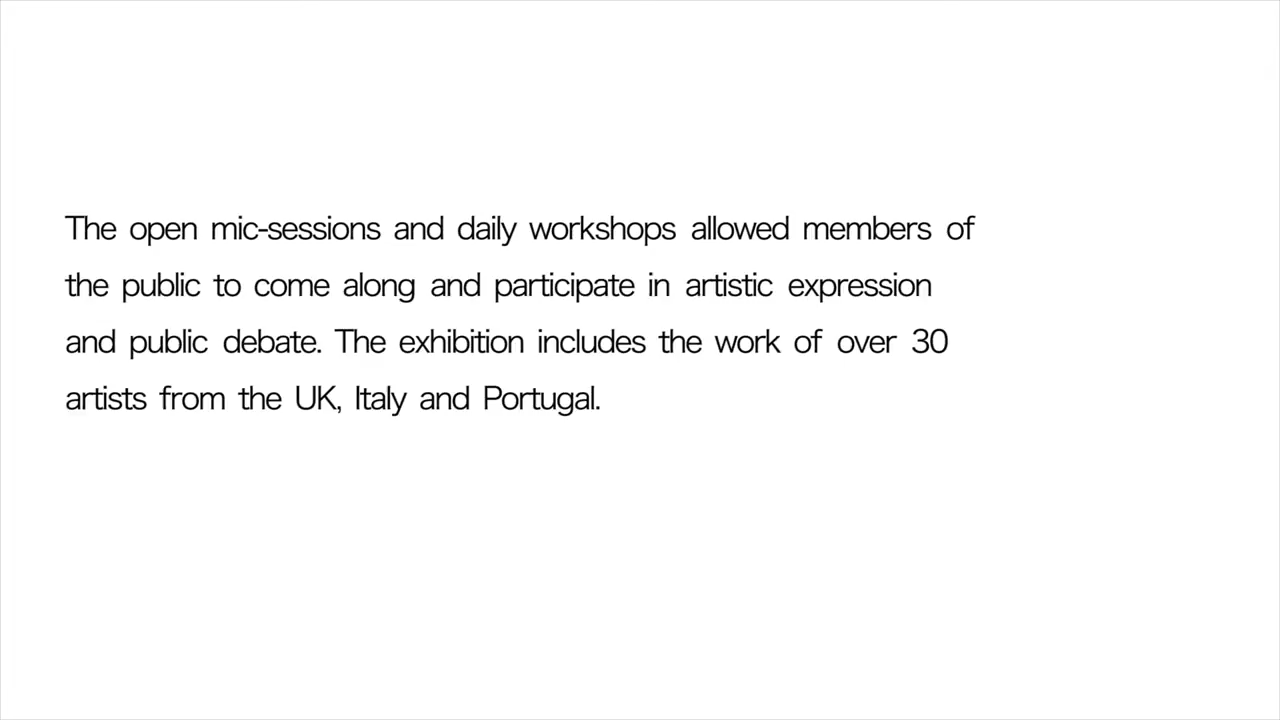 The open mic-sessions and daily workshops allowed members of
the public to come along and participate in artistic expression
and public debate. The exhibition includes the work of over 30
artists from the UK, Italy and Portugal.